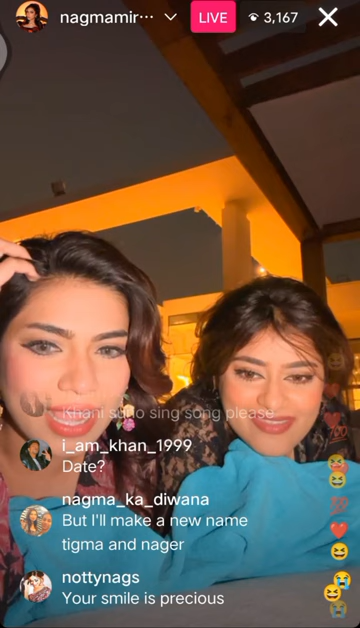 nagmamir...
LIVE
3,167
Khani suno sing song please
i_am_khan_1999
Date?
nagma_ka_diwana
But I'll make a new name
tigma and nager
nottynags
Your smile is precious